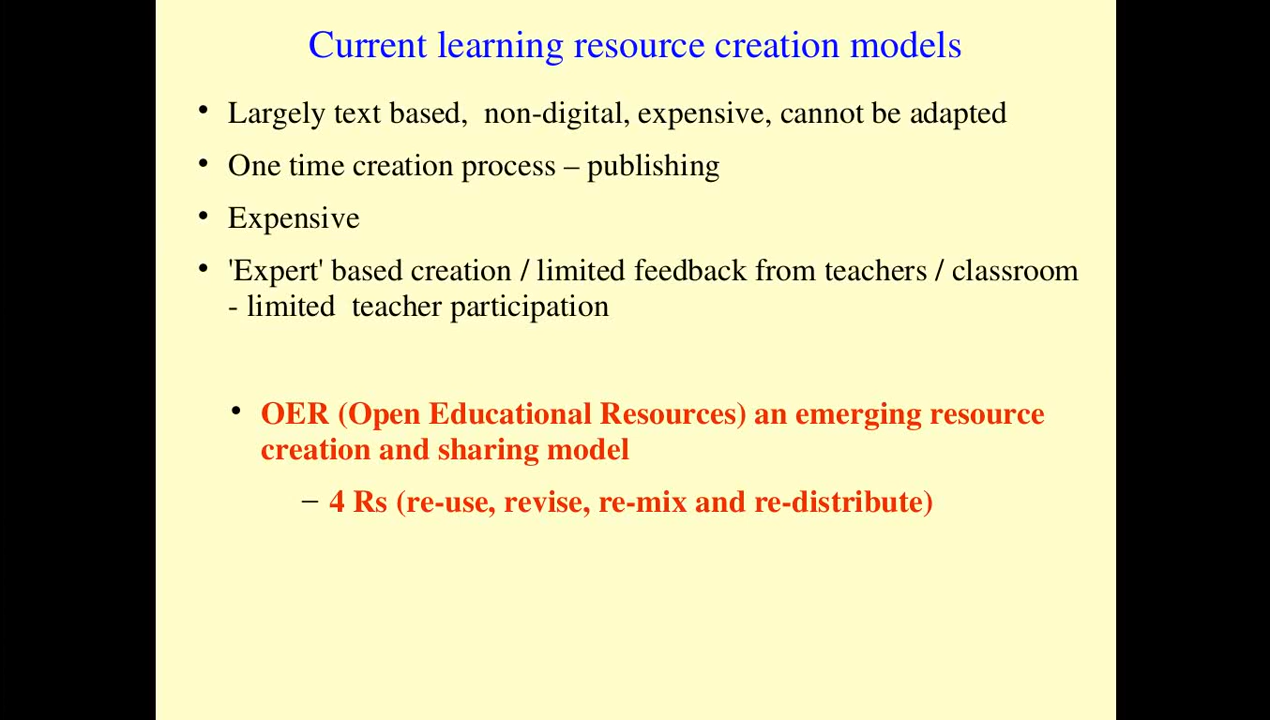 Current learning resource creation models
• Largely text based,  non-digital, expensive, cannot be adapted
• One time creation process – publishing
• Expensive
• 'Expert' based creation / limited feedback from teachers / classroom
- limited  teacher participation
• OER (Open Educational Resources) an emerging resource
creation and sharing model
– 4 Rs (re-use, revise, re-mix and re-distribute)